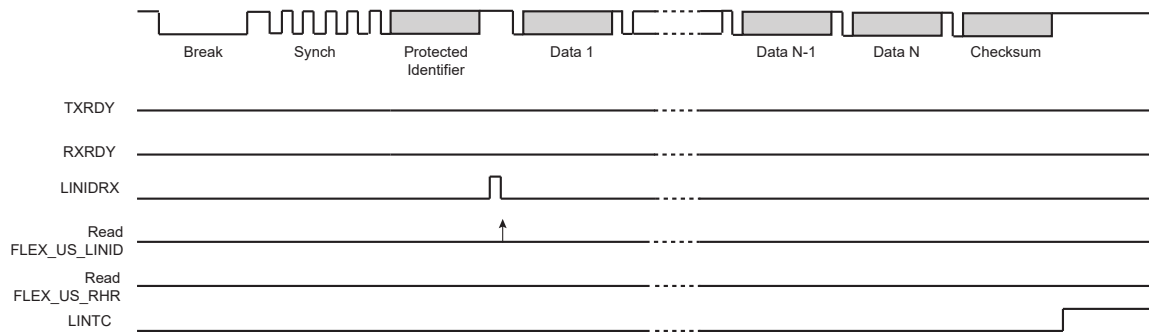 Break
Synch
Protected
Identifier
Data 1
Data N-1
Data N
Checksum
TXRDY
RXRDY
LINIDRX
Read
FLEX_US_LINID
Read
FLEX_US_RHR
LINTC